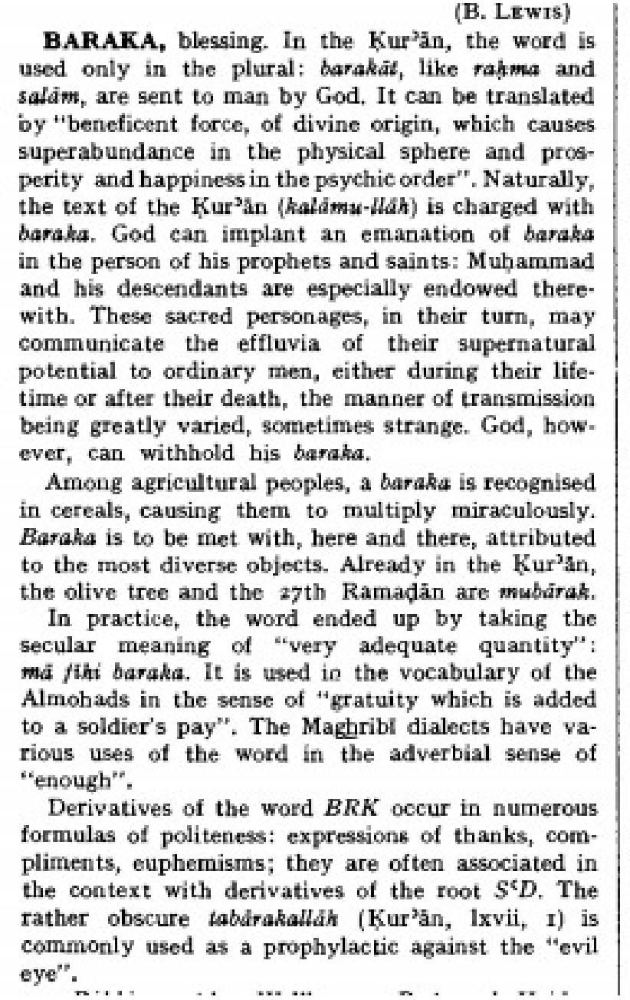 (B. LEWIS)
BARAKA, blessing. In the Ḳurʾān, the word is
used only in the plural: barakāt, like raḥma and
salām, are sent to man by God. It can be translated
by "beneficent force, of divine origin, which causes
superabundance in the physical sphere and pros-
perity and happiness in the psychic order". Naturally,
the text of the Ḳurʾān (kalāmu-llāh) is charged with
baraka. God can implant an emanation of baraka
in the person of his prophets and saints: Muḥammad
and his descendants are especially endowed there-
with. These sacred personages, in their turn, may
communicate the effluvia of their supernatural
potential to ordinary men, either during their life-
time or after their death, the manner of transmission
being greatly varied, sometimes strange. God, how-
ever, can withhold his baraka.
Among agricultural peoples, a baraka is recognised
in cereals, causing them to multiply miraculously.
Baraka is to be met with, here and there, attributed
to the most diverse objects. Already in the Ḳurʾān,
the olive tree and the 27th Ramaḍān are mubārak.
In practice, the word ended up by taking the
secular meaning of "very adequate quantity":
mā fīhi baraka. It is used in the vocabulary of the
Almohads in the sense of "gratuity which is added
to a soldier's pay". The Maghribī dialects have va-
rious uses of the word in the adverbial sense of
"enough".
Derivatives of the word BRK occur in numerous
formulas of politeness: expressions of thanks, com-
pliments, euphemisms; they are often associated in
the context with derivatives of the root SʿD. The
rather obscure tabārakallāh (Ḳurʾān, lxvii, 1) is
commonly used as a prophylactic against the "evil
eye".